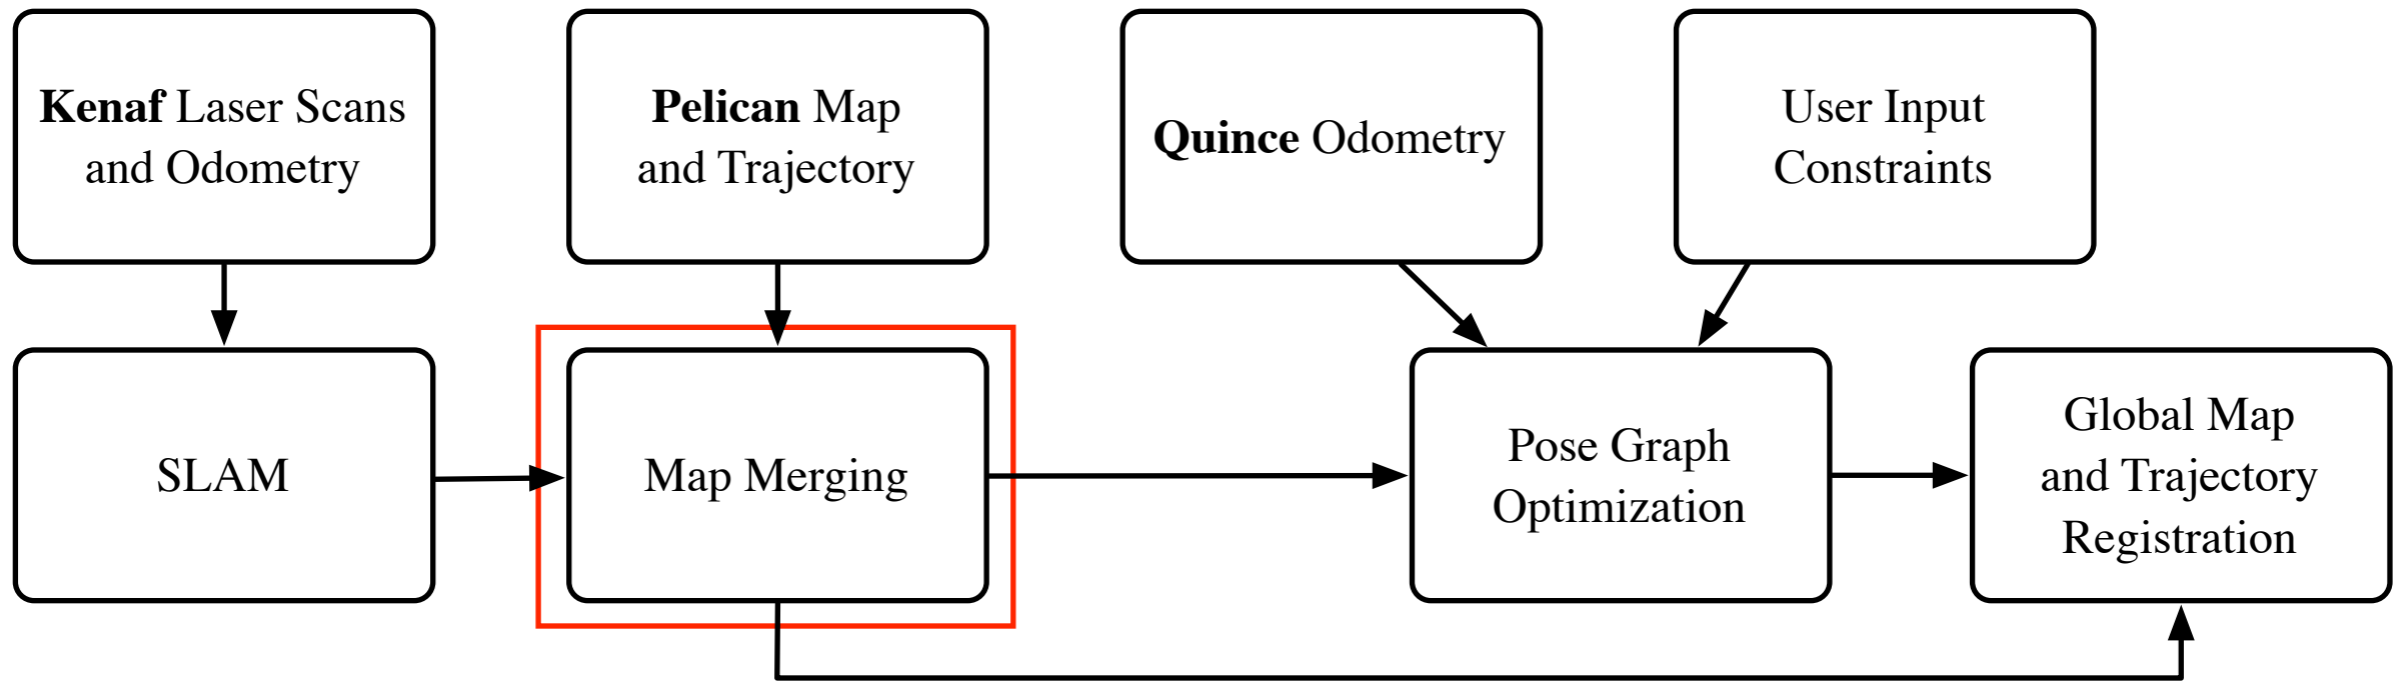 Kenaf Laser Scans
and Odometry
Pelican Map
and Trajectory
Quince Odometry
User Input
Constraints
SLAM
Map Merging
Pose Graph
Optimization
Global Map
and Trajectory
Registration